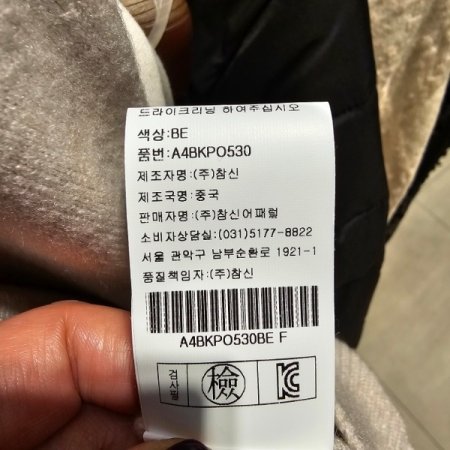 드라이크리닝 하여주십시오
색상:BE
품번:A4BKPO530
제조자명:(주)참신
제조국명:중국
판매자명:(주)참신어패럴
소비자상담실:(031)5177-8822
서울 관악구 남부순환로 1921-1
품질책임자:(주)참신
A4BKPO530BE F
검사필 檢 KC